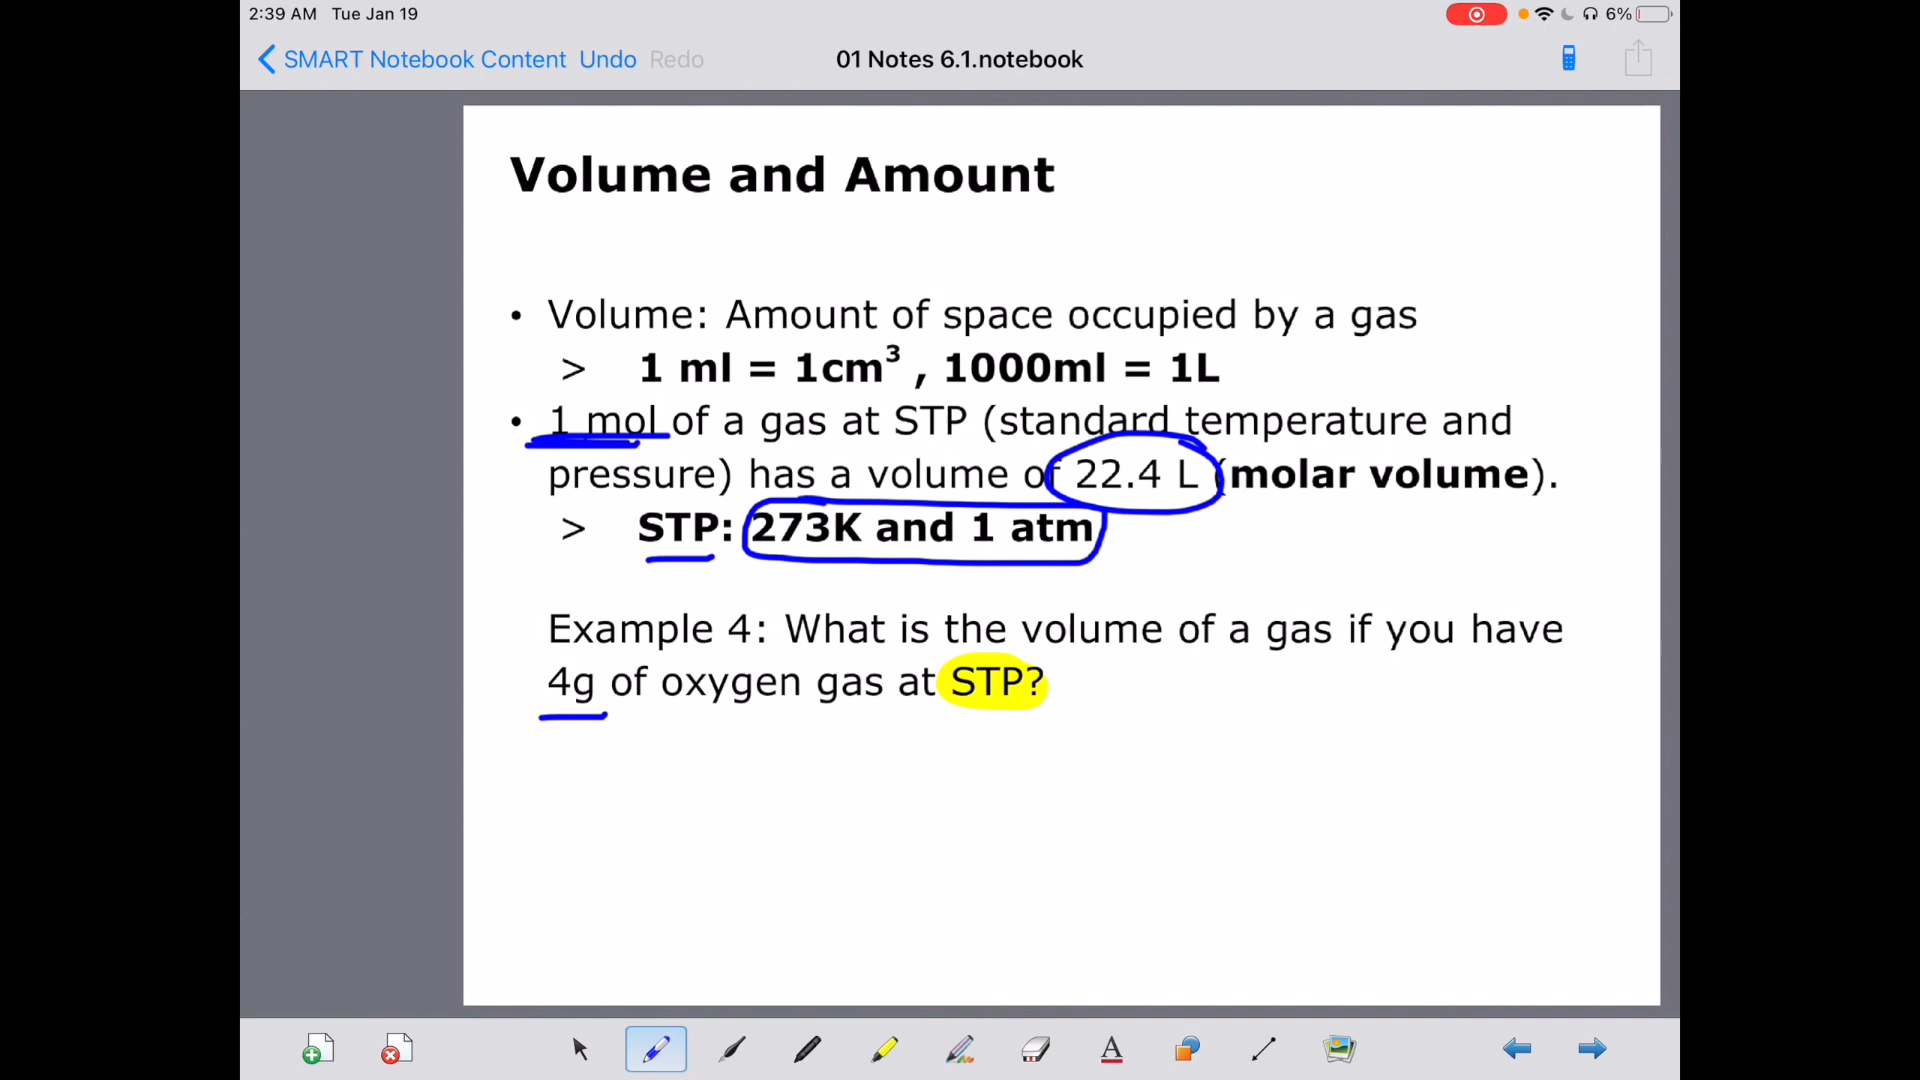 2:39 AM Tue Jan 19 6%
SMART Notebook Content Undo Redo 01 Notes 6.1.notebook
Volume and Amount
• Volume: Amount of space occupied by a gas
> 1 ml = 1cm³ , 1000ml = 1L
• 1 mol of a gas at STP (standard temperature and
pressure) has a volume of 22.4 L (molar volume).
> STP: 273K and 1 atm
Example 4: What is the volume of a gas if you have
4g of oxygen gas at STP?
A